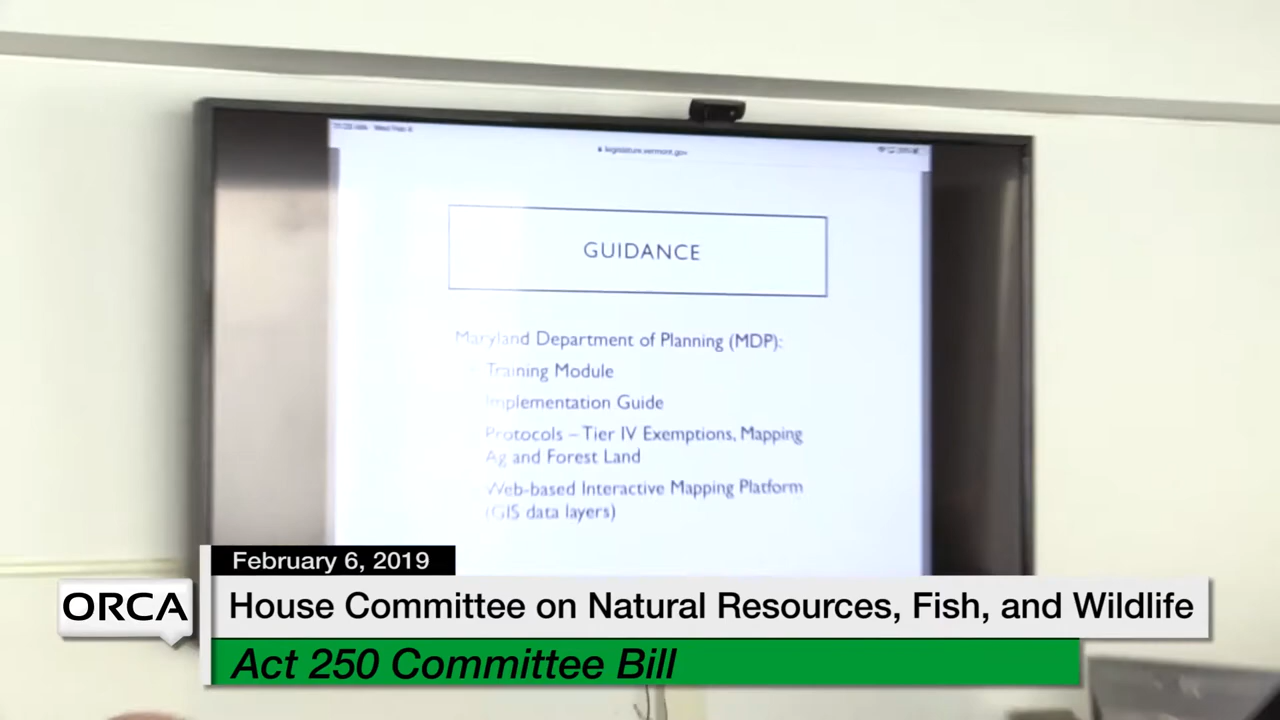 legislature.vermont.gov
GUIDANCE
Maryland Department of Planning (MDP):
Training Module
Implementation Guide
Protocols – Tier IV Exemptions, Mapping
Ag and Forest Land
Web-based Interactive Mapping Platform
(GIS data layers)
February 6, 2019
ORCA
House Committee on Natural Resources, Fish, and Wildlife
Act 250 Committee Bill